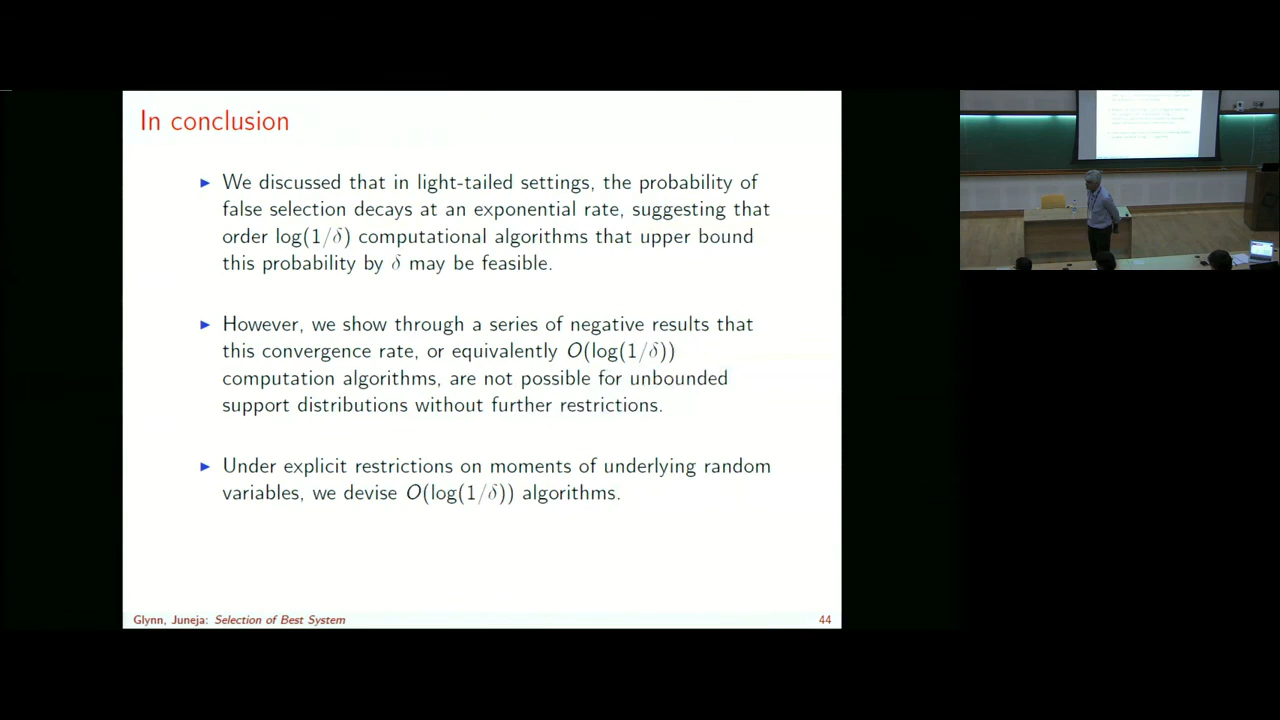 In conclusion
▶ We discussed that in light-tailed settings, the probability of
false selection decays at an exponential rate, suggesting that
order log(1/δ) computational algorithms that upper bound
this probability by δ may be feasible.
▶ However, we show through a series of negative results that
this convergence rate, or equivalently O(log(1/δ))
computation algorithms, are not possible for unbounded
support distributions without further restrictions.
▶ Under explicit restrictions on moments of underlying random
variables, we devise O(log(1/δ)) algorithms.
Glynn, Juneja: Selection of Best System 44